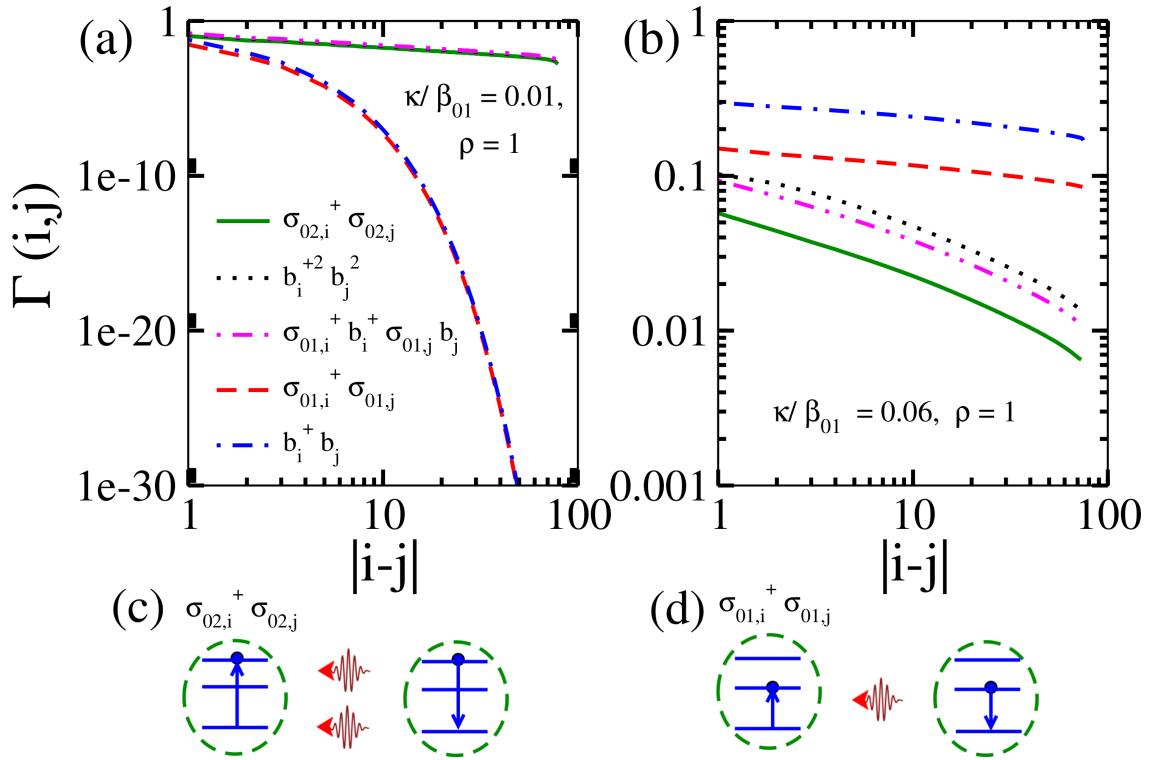 (a)
1
1e-10
1e-20
1e-30
Γ (i,j)
κ/ β₀₁ = 0.01,
ρ = 1
σ₀₂,ᵢ⁺ σ₀₂,ⱼ
bᵢ⁺² bⱼ²
σ₀₁,ᵢ⁺ bᵢ⁺ σ₀₁,ⱼ bⱼ
σ₀₁,ᵢ⁺ σ₀₁,ⱼ
bᵢ⁺ bⱼ
1 10 100
|i-j|
(b)
1
0.1
0.01
0.001
κ/ β₀₁ = 0.06, ρ = 1
1 10 100
|i-j|
(c)
σ₀₂,ᵢ⁺ σ₀₂,ⱼ
(d)
σ₀₁,ᵢ⁺ σ₀₁,ⱼ